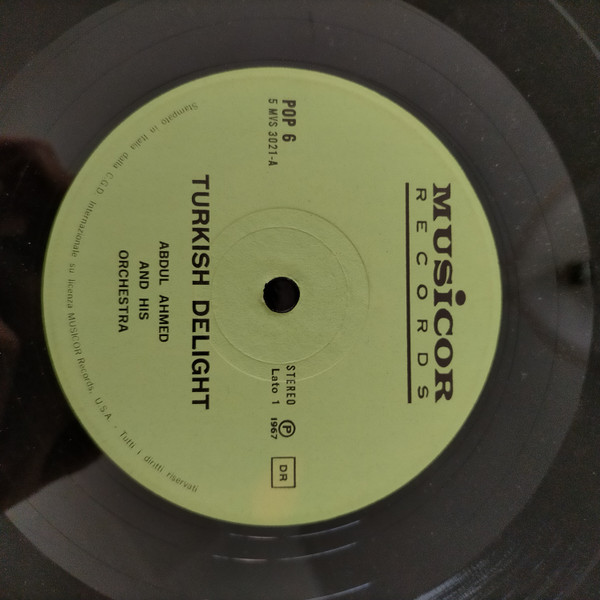 MUSiCOR
RECORDS
POP 6
5 MVS 3021-A
STEREO
Lato 1
℗
1967
DR
TURKISH DELIGHT
ABDUL AHMED
AND HIS
ORCHESTRA
Stampato in Italia dalla C.G.D. Internazionale su licenza MUSICOR Records, U.S.A. - Tutti i diritti riservati